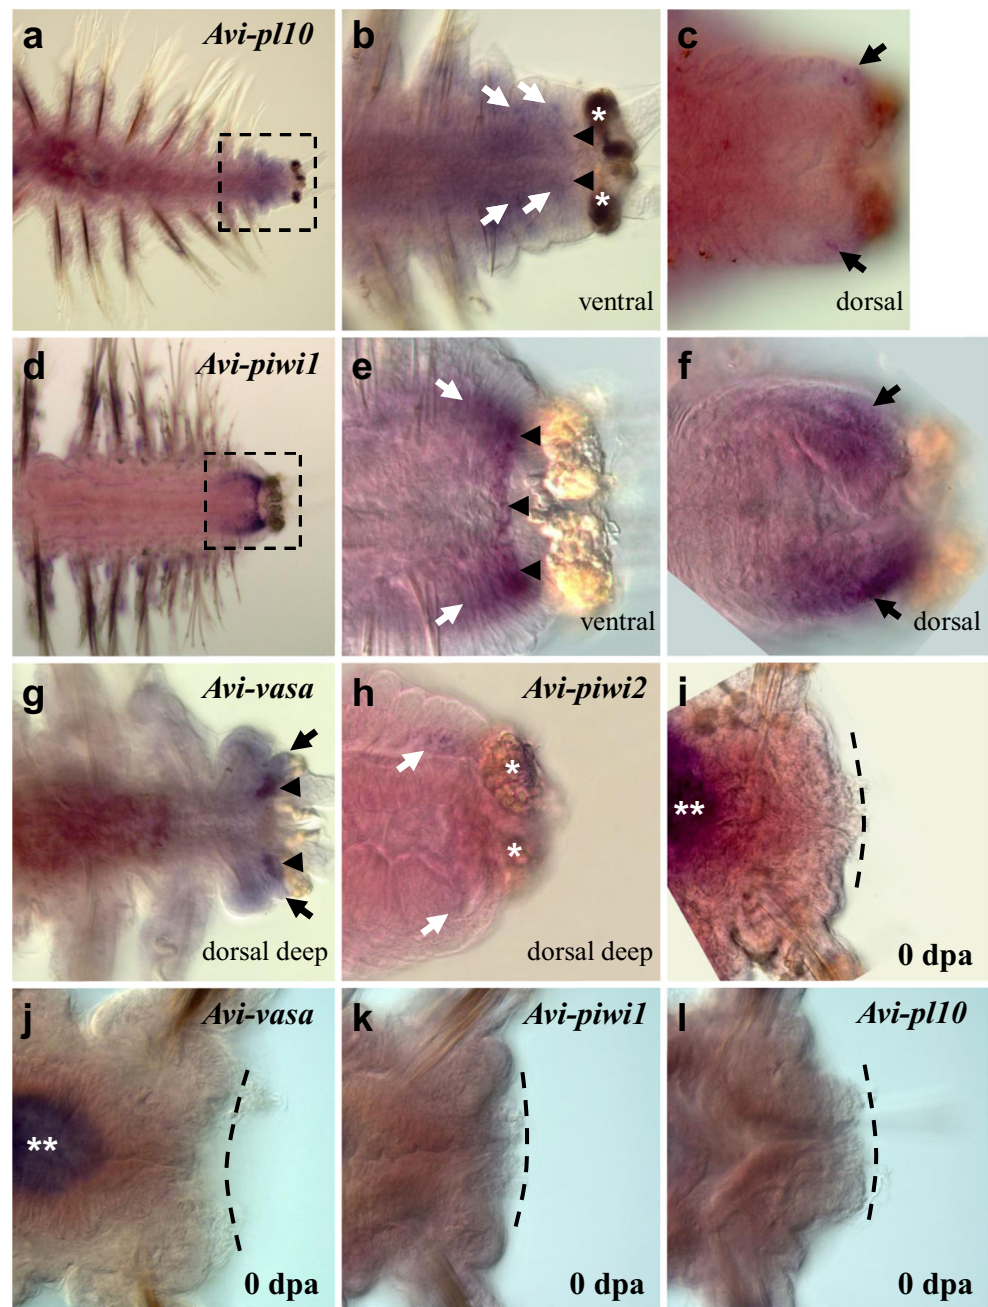 a Avi-pl10 b c
* *
ventral dorsal
d Avi-piwi1 e f
ventral dorsal
g Avi-vasa h Avi-piwi2 i
* * **
dorsal deep dorsal deep 0 dpa
j Avi-vasa k Avi-piwi1 l Avi-pl10
**
0 dpa 0 dpa 0 dpa